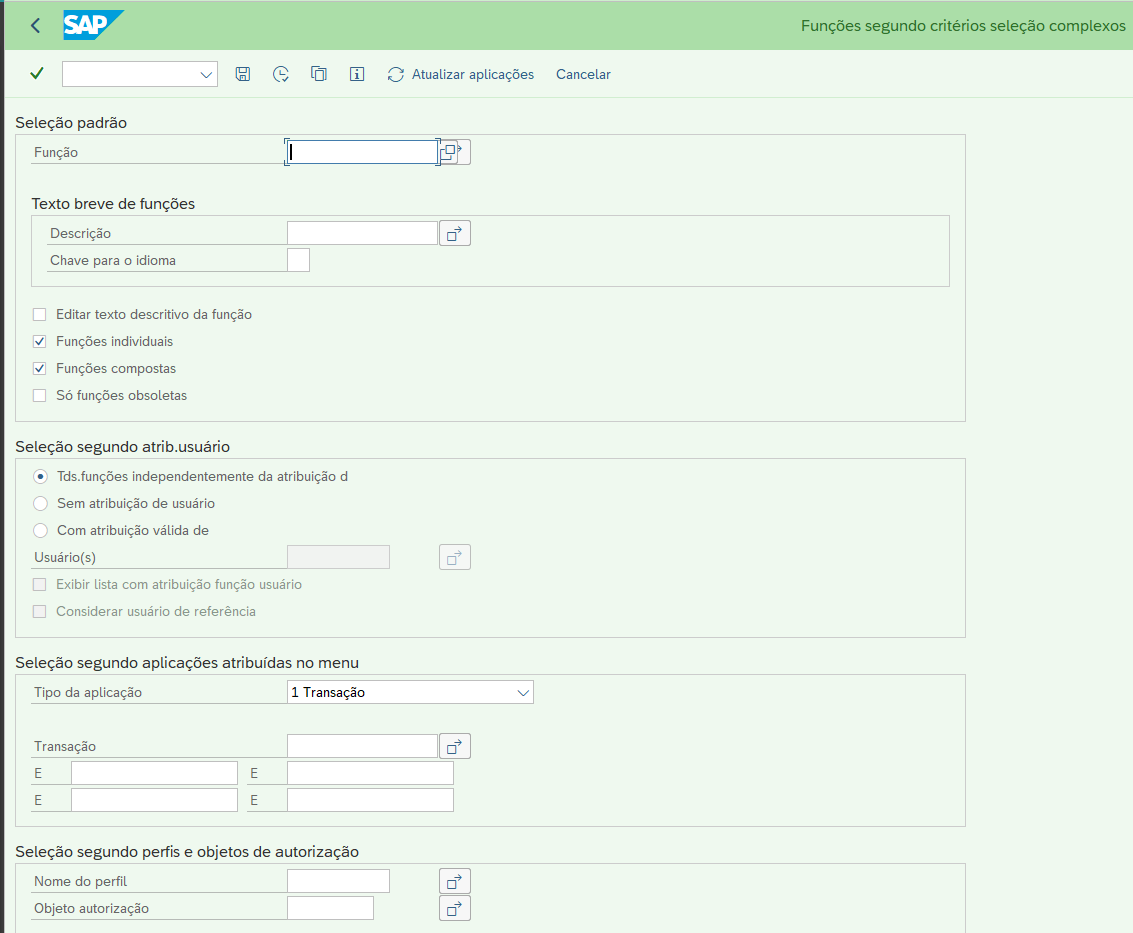 SAP
Funções segundo critérios seleção complexos
Atualizar aplicações Cancelar
Seleção padrão
Função
Texto breve de funções
Descrição
Chave para o idioma
Editar texto descritivo da função
Funções individuais
Funções compostas
Só funções obsoletas
Seleção segundo atrib.usuário
Tds.funções independentemente da atribuição d
Sem atribuição de usuário
Com atribuição válida de
Usuário(s)
Exibir lista com atribuição função usuário
Considerar usuário de referência
Seleção segundo aplicações atribuídas no menu
Tipo da aplicação 1 Transação
Transação
E E
E E
Seleção segundo perfis e objetos de autorização
Nome do perfil
Objeto autorização